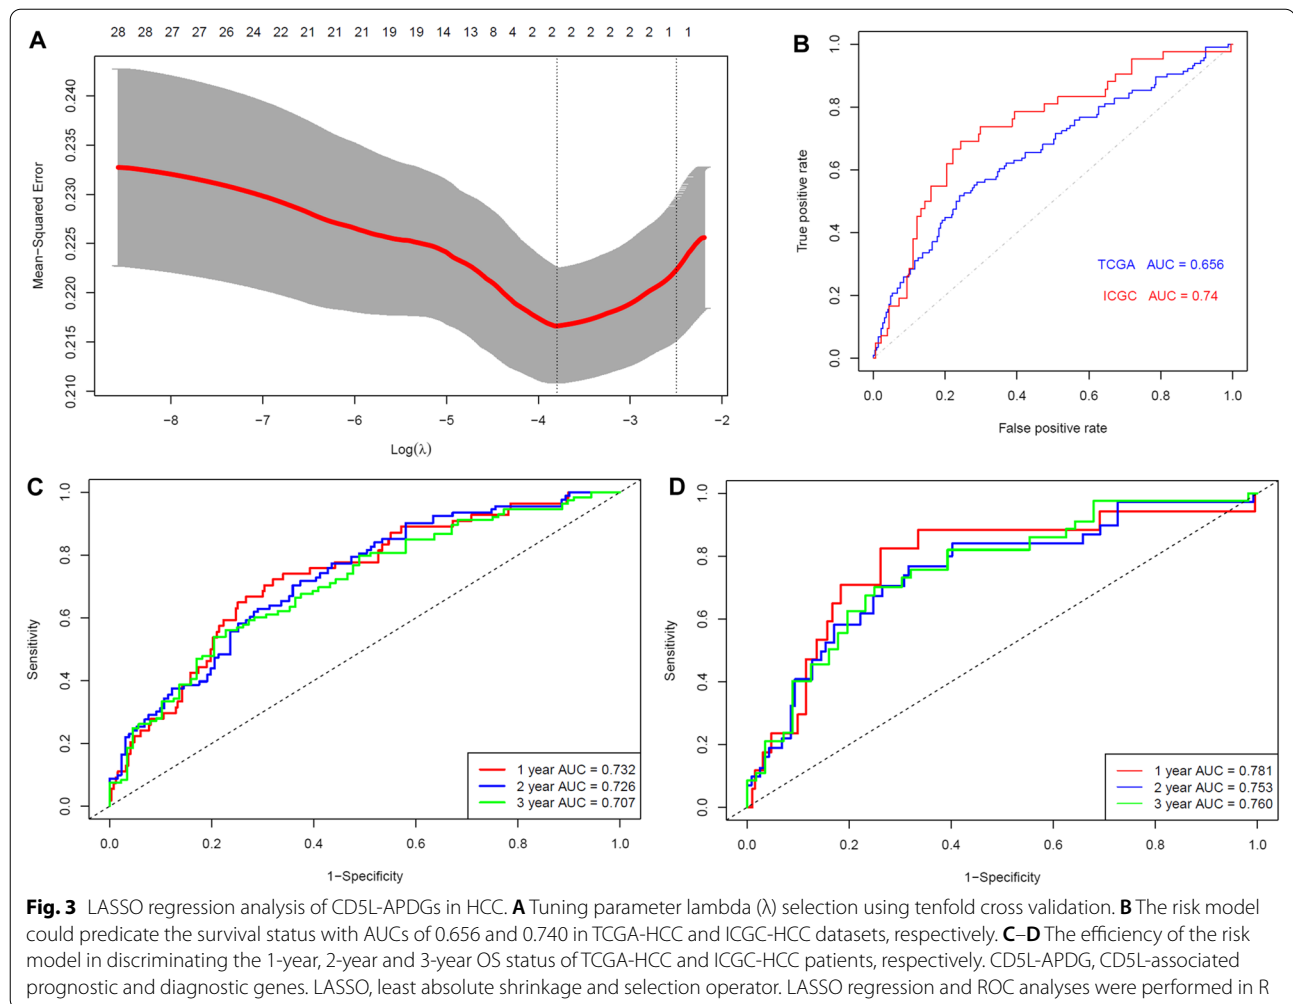 A
28 28 27 27 26 24 22 21 21 21 19 19 14 13 8 4 2 2 2 2 2 2 2 1 1
Mean−Squared Error
0.240
0.235
0.230
0.225
0.220
0.215
0.210
−8 −7 −6 −5 −4 −3 −2
Log(λ)
B
True positive rate
1.0
0.8
0.6
0.4
0.2
0.0
TCGA AUC = 0.656
ICGC AUC = 0.74
0.0 0.2 0.4 0.6 0.8 1.0
False positive rate
C
Sensitivity
1.0
0.8
0.6
0.4
0.2
0.0
1 year AUC = 0.732
2 year AUC = 0.726
3 year AUC = 0.707
0.0 0.2 0.4 0.6 0.8 1.0
1−Specificity
D
Sensitivity
1.0
0.8
0.6
0.4
0.2
0.0
1 year AUC = 0.781
2 year AUC = 0.753
3 year AUC = 0.760
0.0 0.2 0.4 0.6 0.8 1.0
1−Specificity
Fig. 3 LASSO regression analysis of CD5L-APDGs in HCC. A Tuning parameter lambda (λ) selection using tenfold cross validation. B The risk model
could predicate the survival status with AUCs of 0.656 and 0.740 in TCGA-HCC and ICGC-HCC datasets, respectively. C–D The efficiency of the risk
model in discriminating the 1-year, 2-year and 3-year OS status of TCGA-HCC and ICGC-HCC patients, respectively. CD5L-APDG, CD5L-associated
prognostic and diagnostic genes. LASSO, least absolute shrinkage and selection operator. LASSO regression and ROC analyses were performed in R